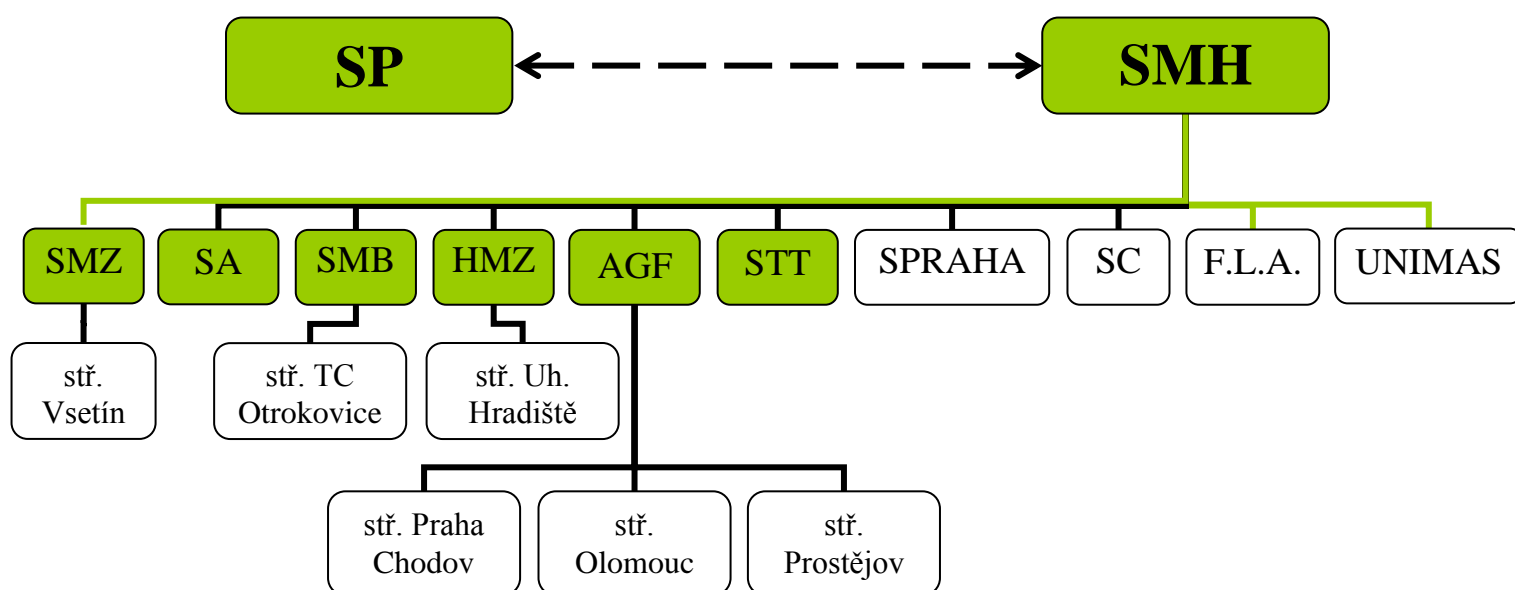 SP
SMH
SMZ
SA
SMB
HMZ
AGF
STT
SPRAHA
SC
F.L.A.
UNIMAS
stř.
Vsetín
stř. TC
Otrokovice
stř. Uh.
Hradiště
stř. Praha
Chodov
stř.
Olomouc
stř.
Prostějov